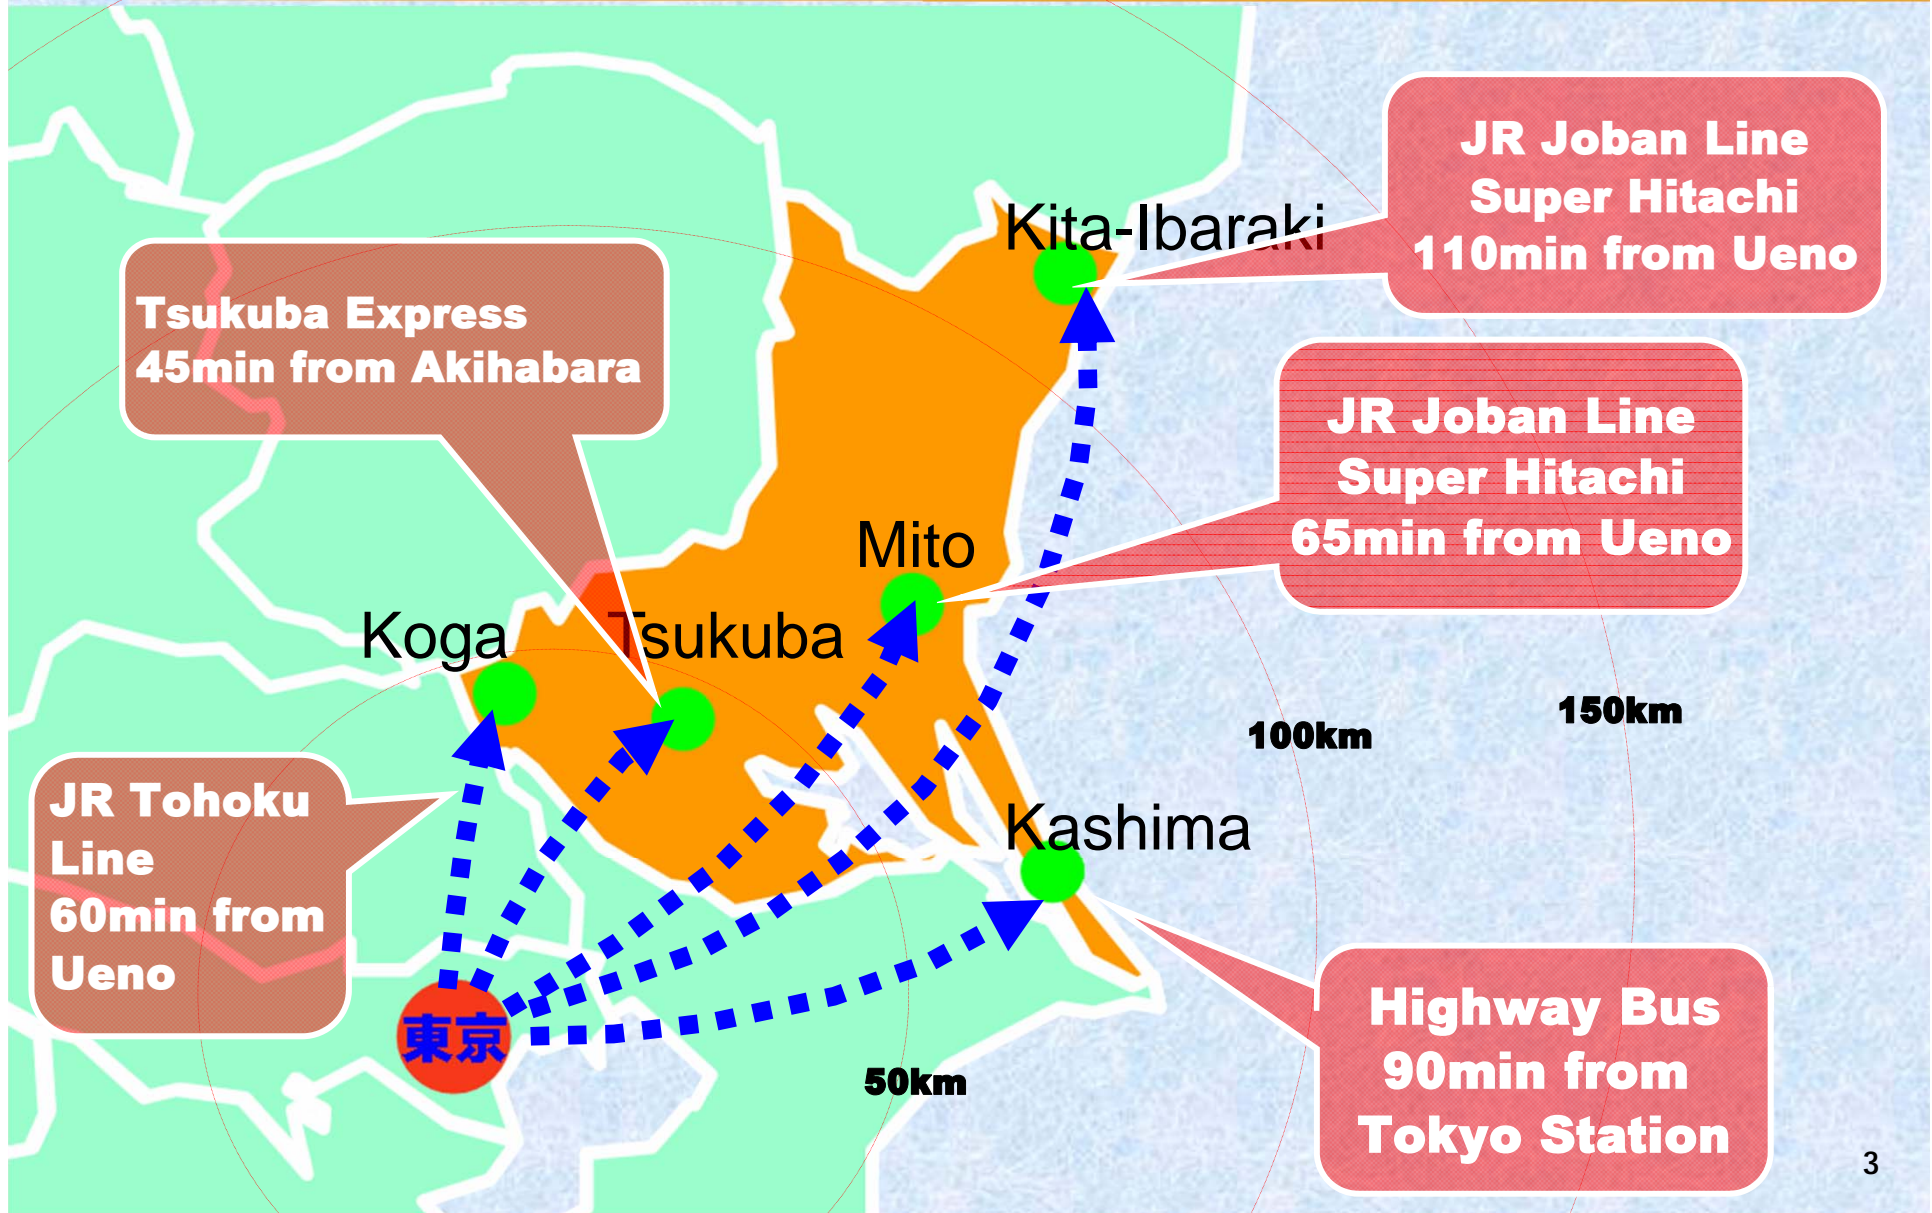 JR Joban Line
Super Hitachi
110min from Ueno
Kita-Ibaraki
Tsukuba Express
45min from Akihabara
JR Joban Line
Super Hitachi
65min from Ueno
Mito
Koga
Tsukuba
150km
100km
JR Tohoku
Line
60min from
Ueno
Kashima
東京
50km
Highway Bus
90min from
Tokyo Station
3